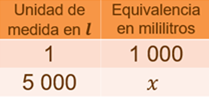 Unidad de Equivalencia
medida en l en mililitros
1 1 000
5 000 x